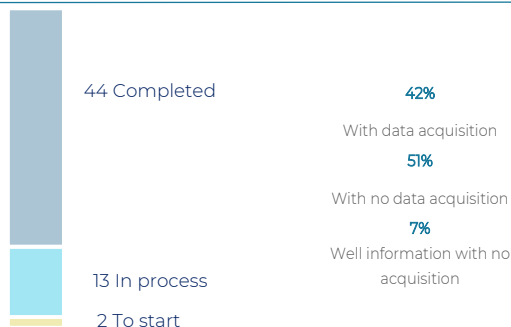 44 Completed
13 In process
2 To start
42%
With data acquisition
51%
With no data acquisition
7%
Well information with no
acquisition